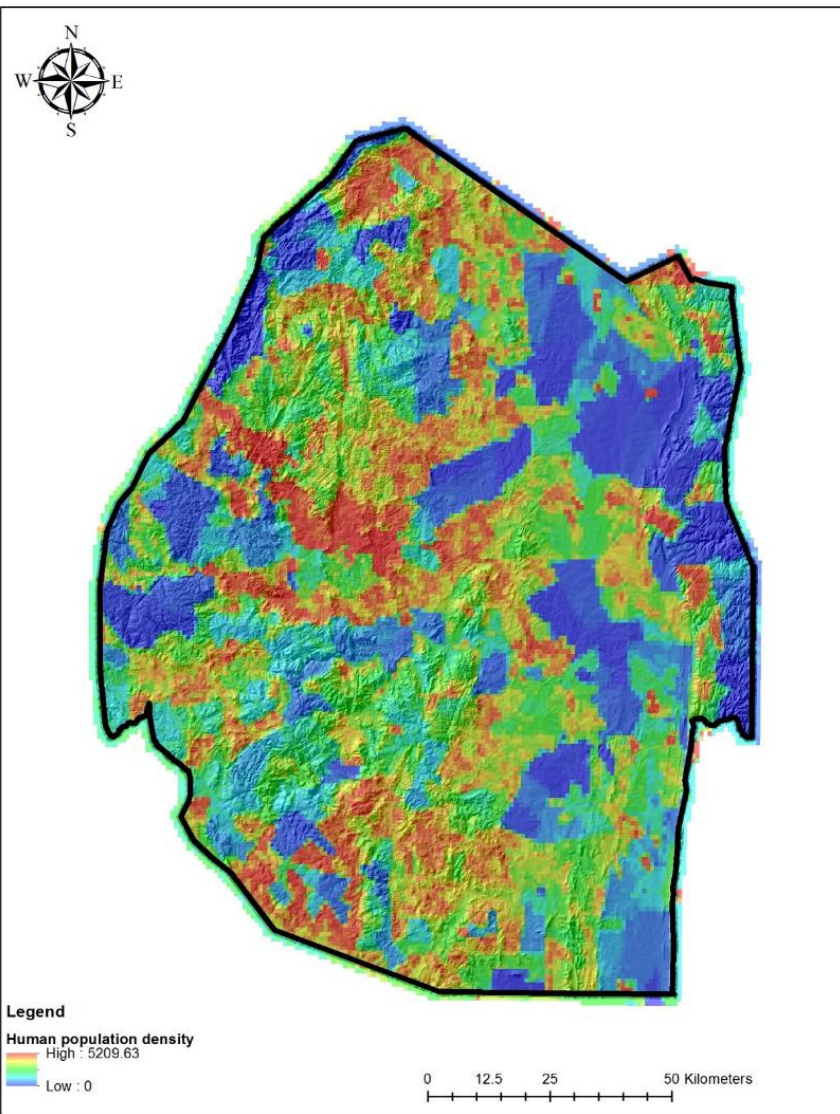 N
W E
S
Legend
Human population density
High : 5209.63
Low : 0
0 12.5 25 50 Kilometers